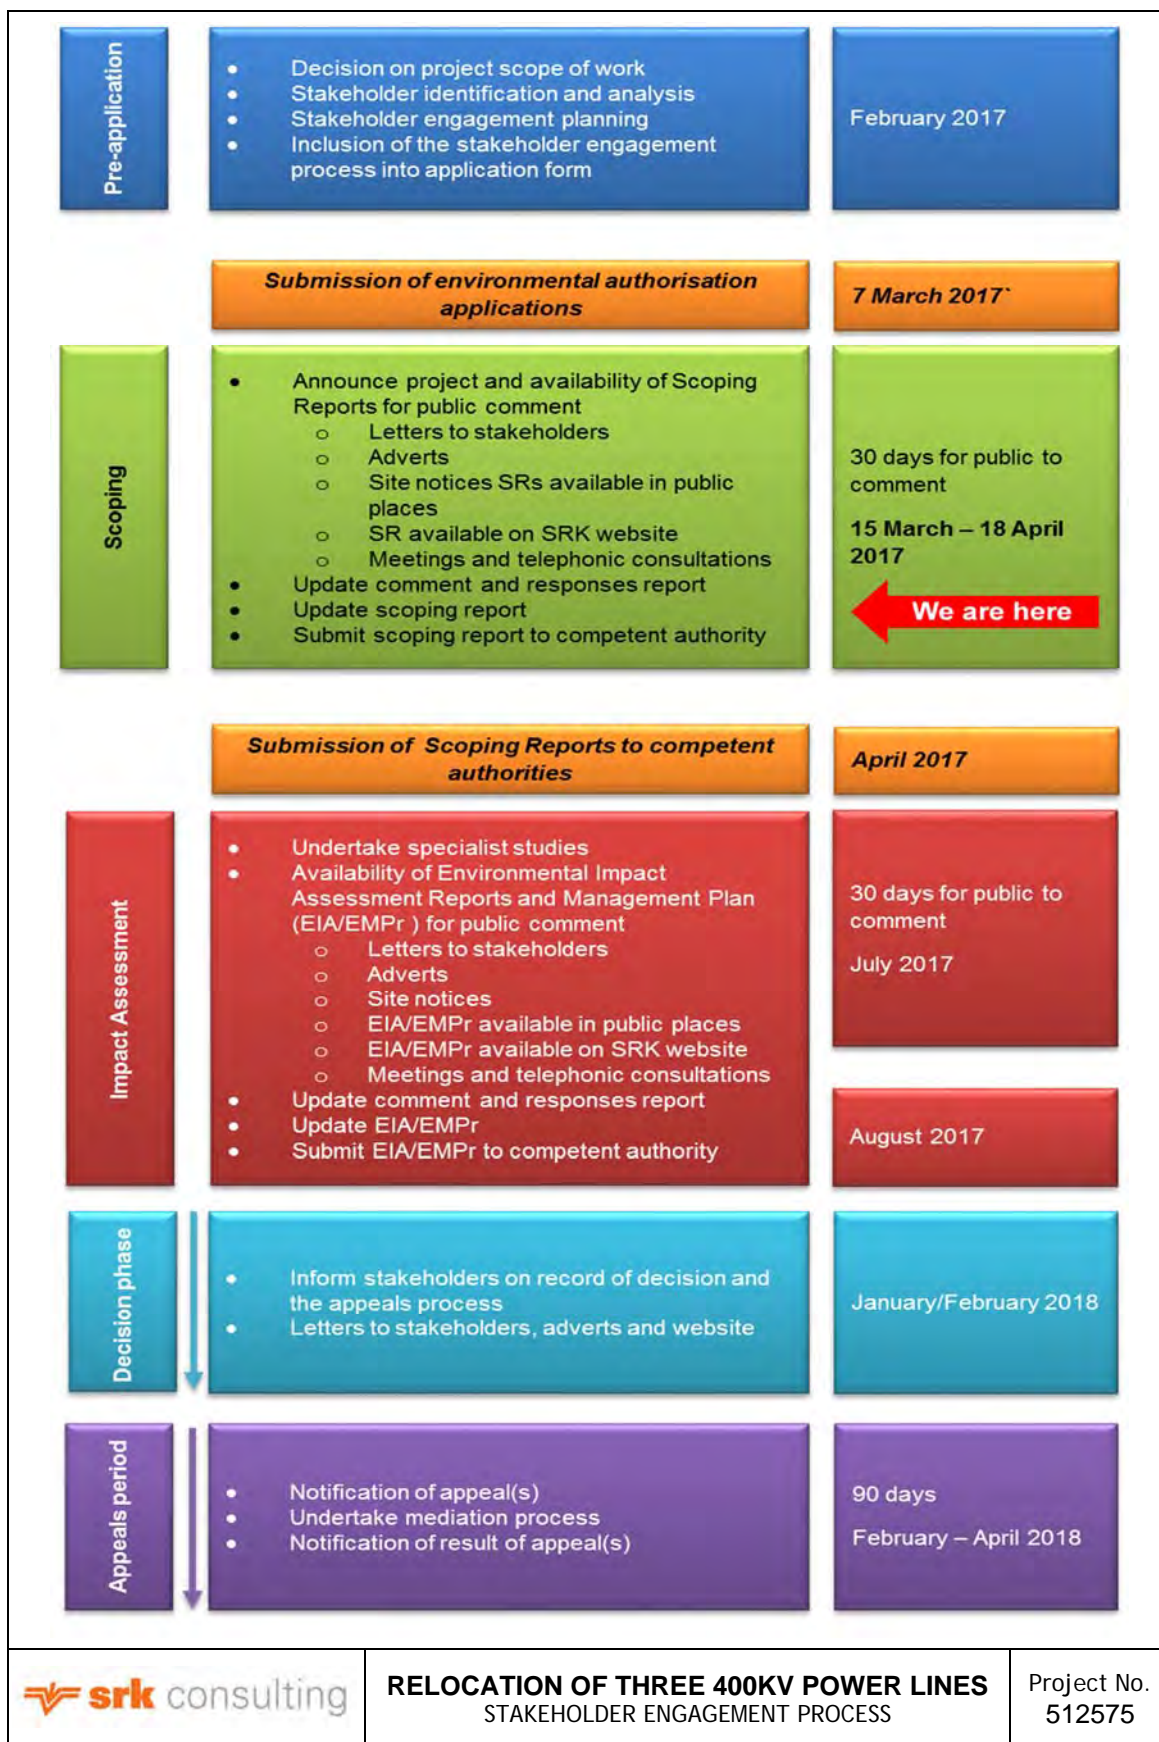 Pre-application
• Decision on project scope of work
• Stakeholder identification and analysis
• Stakeholder engagement planning
• Inclusion of the stakeholder engagement
process into application form
February 2017
Submission of environmental authorisation
applications
7 March 2017`
Scoping
• Announce project and availability of Scoping
Reports for public comment
o Letters to stakeholders
o Adverts
o Site notices SRs available in public
places
o SR available on SRK website
o Meetings and telephonic consultations
• Update comment and responses report
• Update scoping report
• Submit scoping report to competent authority
30 days for public to
comment
15 March – 18 April
2017
We are here
Submission of Scoping Reports to competent
authorities
April 2017
Impact Assessment
• Undertake specialist studies
• Availability of Environmental Impact
Assessment Reports and Management Plan
(EIA/EMPr ) for public comment
o Letters to stakeholders
o Adverts
o Site notices
o EIA/EMPr available in public places
o EIA/EMPr available on SRK website
o Meetings and telephonic consultations
• Update comment and responses report
• Update EIA/EMPr
• Submit EIA/EMPr to competent authority
30 days for public to
comment
July 2017
August 2017
Decision phase
• Inform stakeholders on record of decision and
the appeals process
• Letters to stakeholders, adverts and website
January/February 2018
Appeals period
• Notification of appeal(s)
• Undertake mediation process
• Notification of result of appeal(s)
90 days
February – April 2018
srk consulting
RELOCATION OF THREE 400KV POWER LINES
STAKEHOLDER ENGAGEMENT PROCESS
Project No.
512575